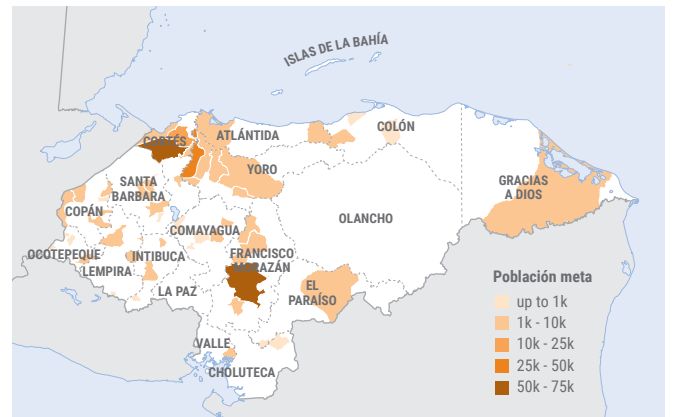 ISLAS DE LA BAHÍA
COLÓN
CORTÉS
ATLÁNTIDA
YORO
GRACIAS
A DIOS
SANTA
BARBARA
COPÁN
OLANCHO
COMAYAGUA
OCOTEPEQUE
INTIBUCA
FRANCISCO
MORAZÁN
LEMPIRA
LA PAZ
EL
PARAÍSO
VALLE
CHOLUTECA
Población meta
up to 1k
1k - 10k
10k - 25k
25k - 50k
50k - 75k